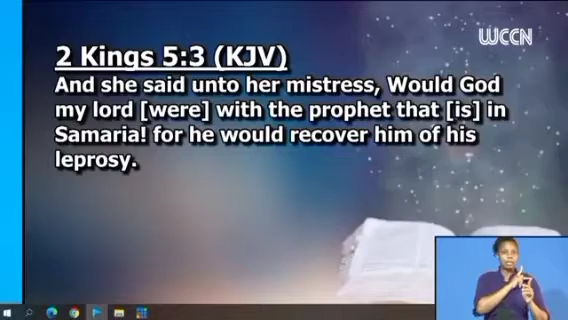 WCCN
2 Kings 5:3 (KJV)
And she said unto her mistress, Would God
my lord [were] with the prophet that [is] in
Samaria! for he would recover him of his
leprosy.